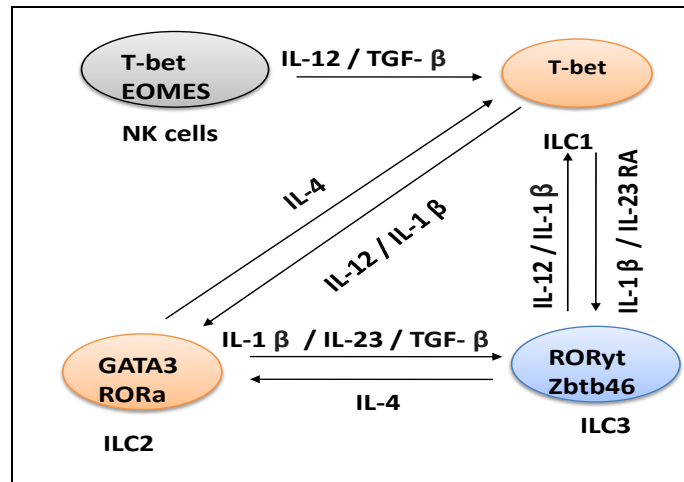 T-bet
EOMES
NK cells
IL-12 / TGF- β
T-bet
ILC1
IL-4
IL-12 / IL-1 β
IL-12 / IL-1 β
IL-1 β / IL-23 RA
GATA3
RORa
ILC2
IL-1 β / IL-23 / TGF- β
IL-4
RORyt
Zbtb46
ILC3